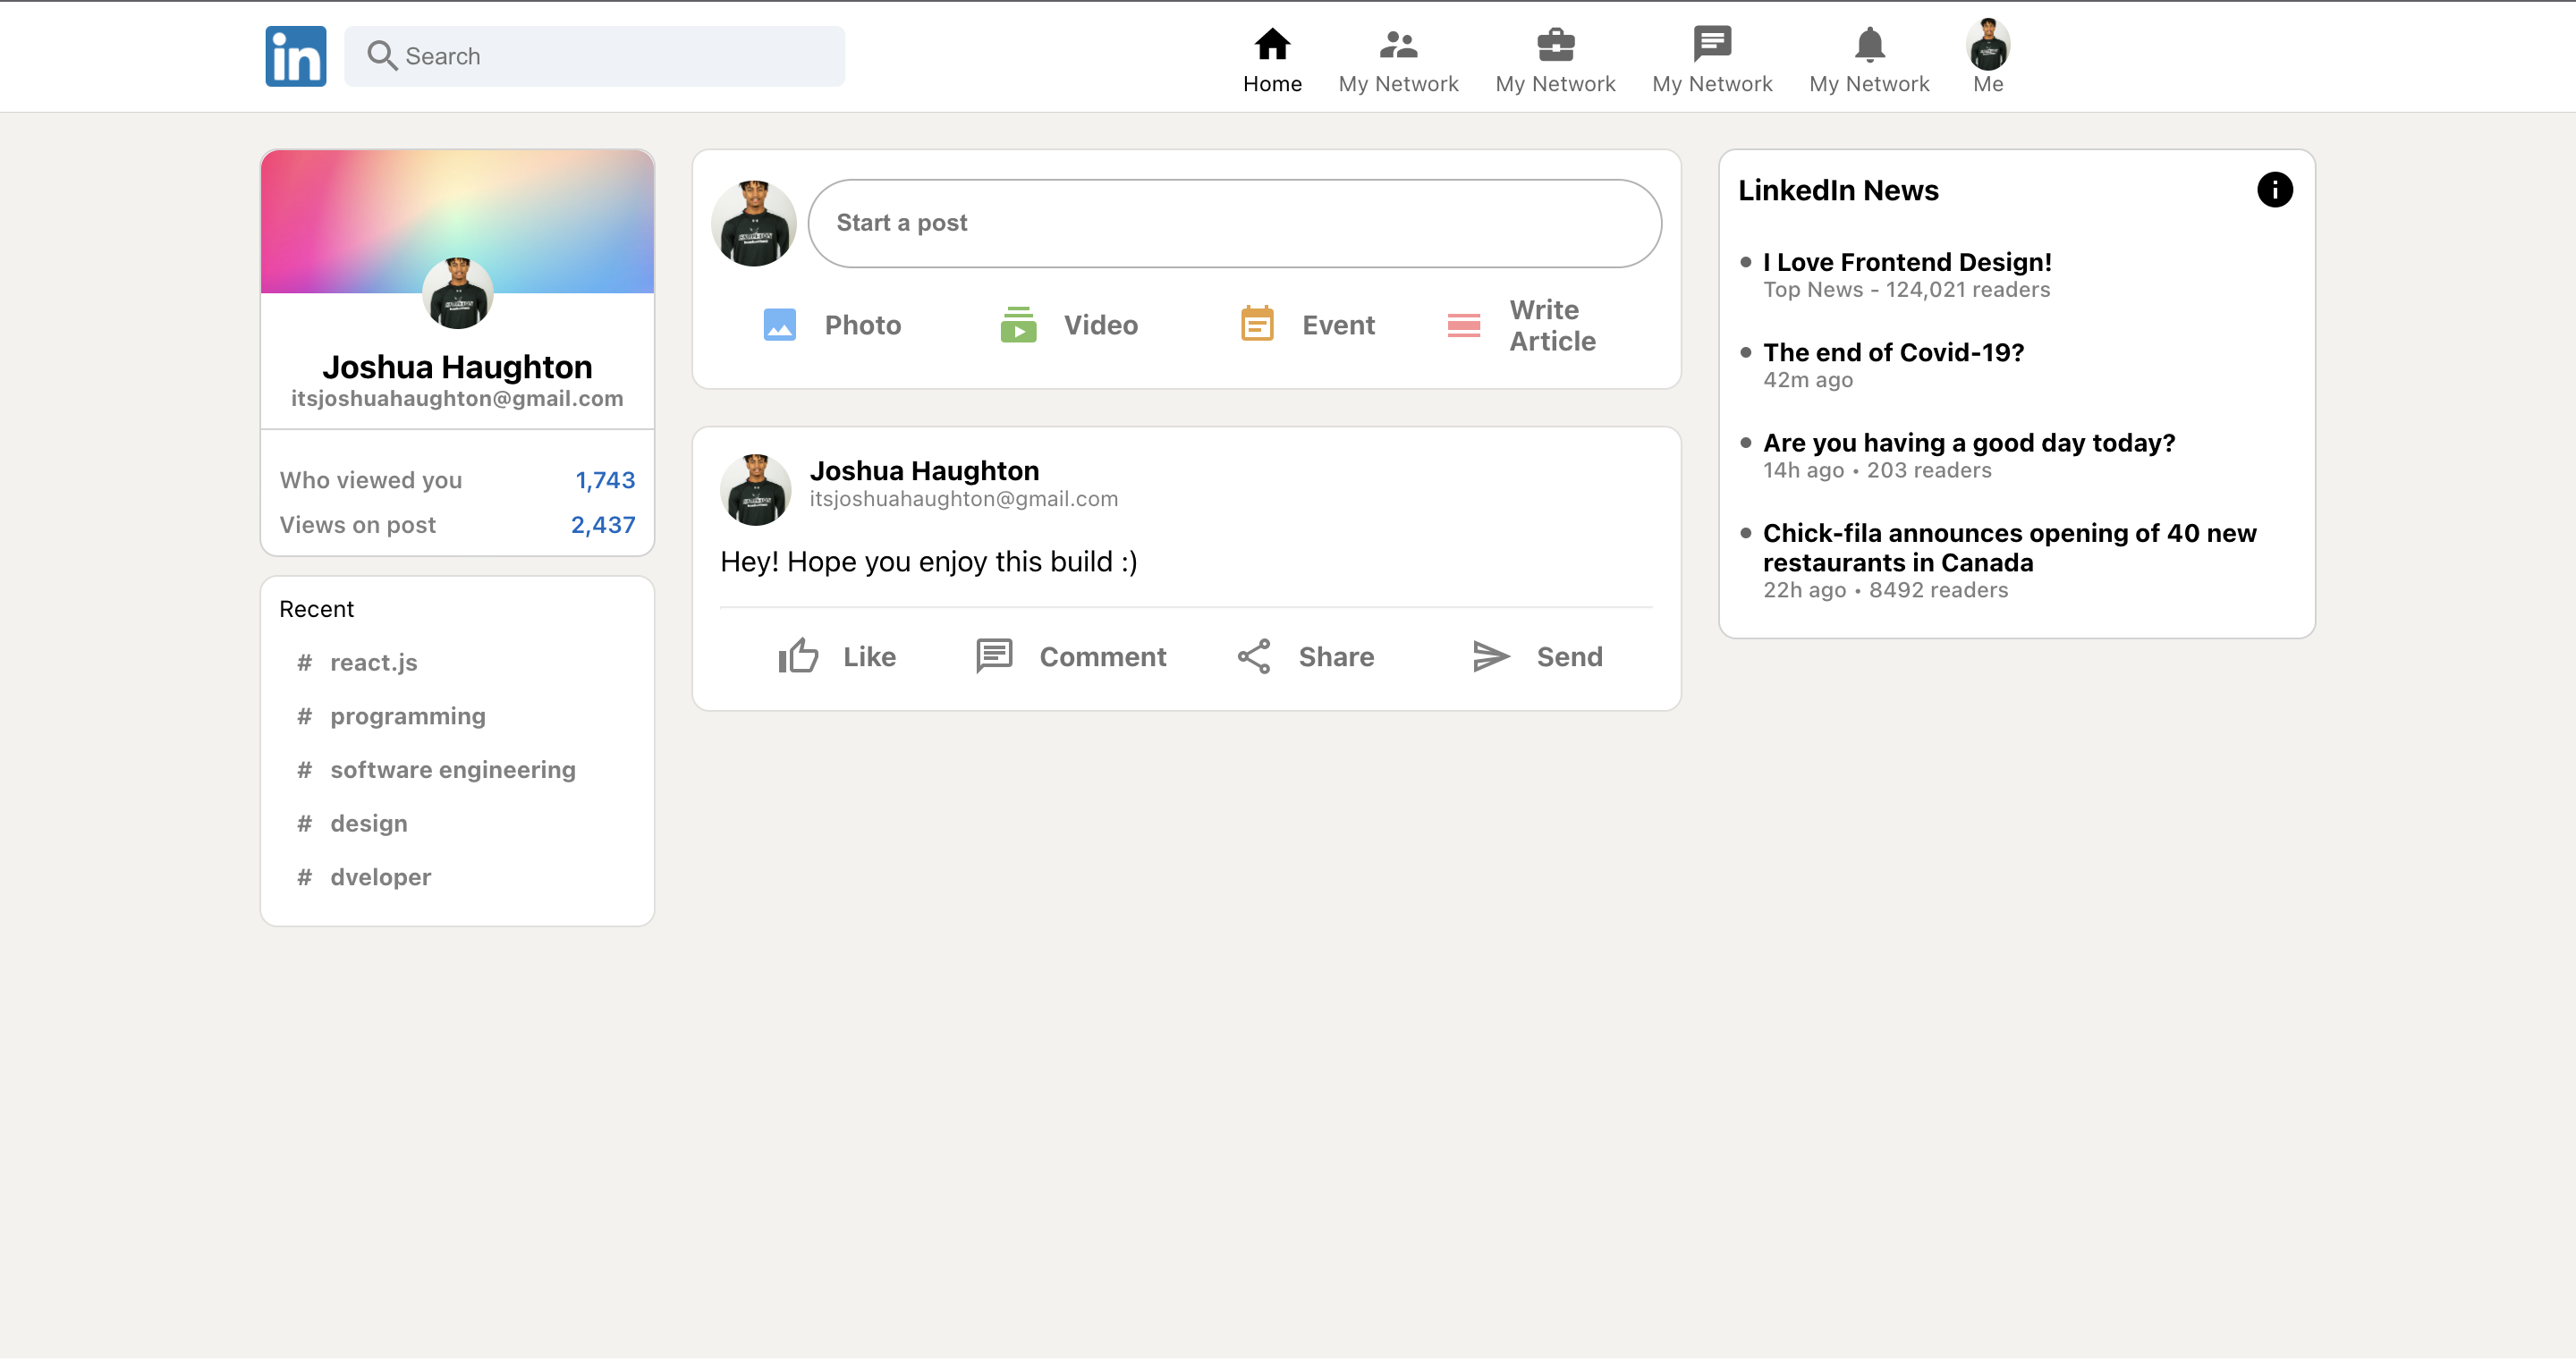 in
Search
Home
My Network
My Network
My Network
My Network
Me
Joshua Haughton
itsjoshuahaughton@gmail.com
Who viewed you 1,743
Views on post 2,437
Recent
# react.js
# programming
# software engineering
# design
# dveloper
Start a post
Photo
Video
Event
Write
Article
Joshua Haughton
itsjoshuahaughton@gmail.com
Hey! Hope you enjoy this build :)
Like
Comment
Share
Send
LinkedIn News
I Love Frontend Design!
Top News - 124,021 readers
The end of Covid-19?
42m ago
Are you having a good day today?
14h ago • 203 readers
Chick-fila announces opening of 40 new
restaurants in Canada
22h ago • 8492 readers